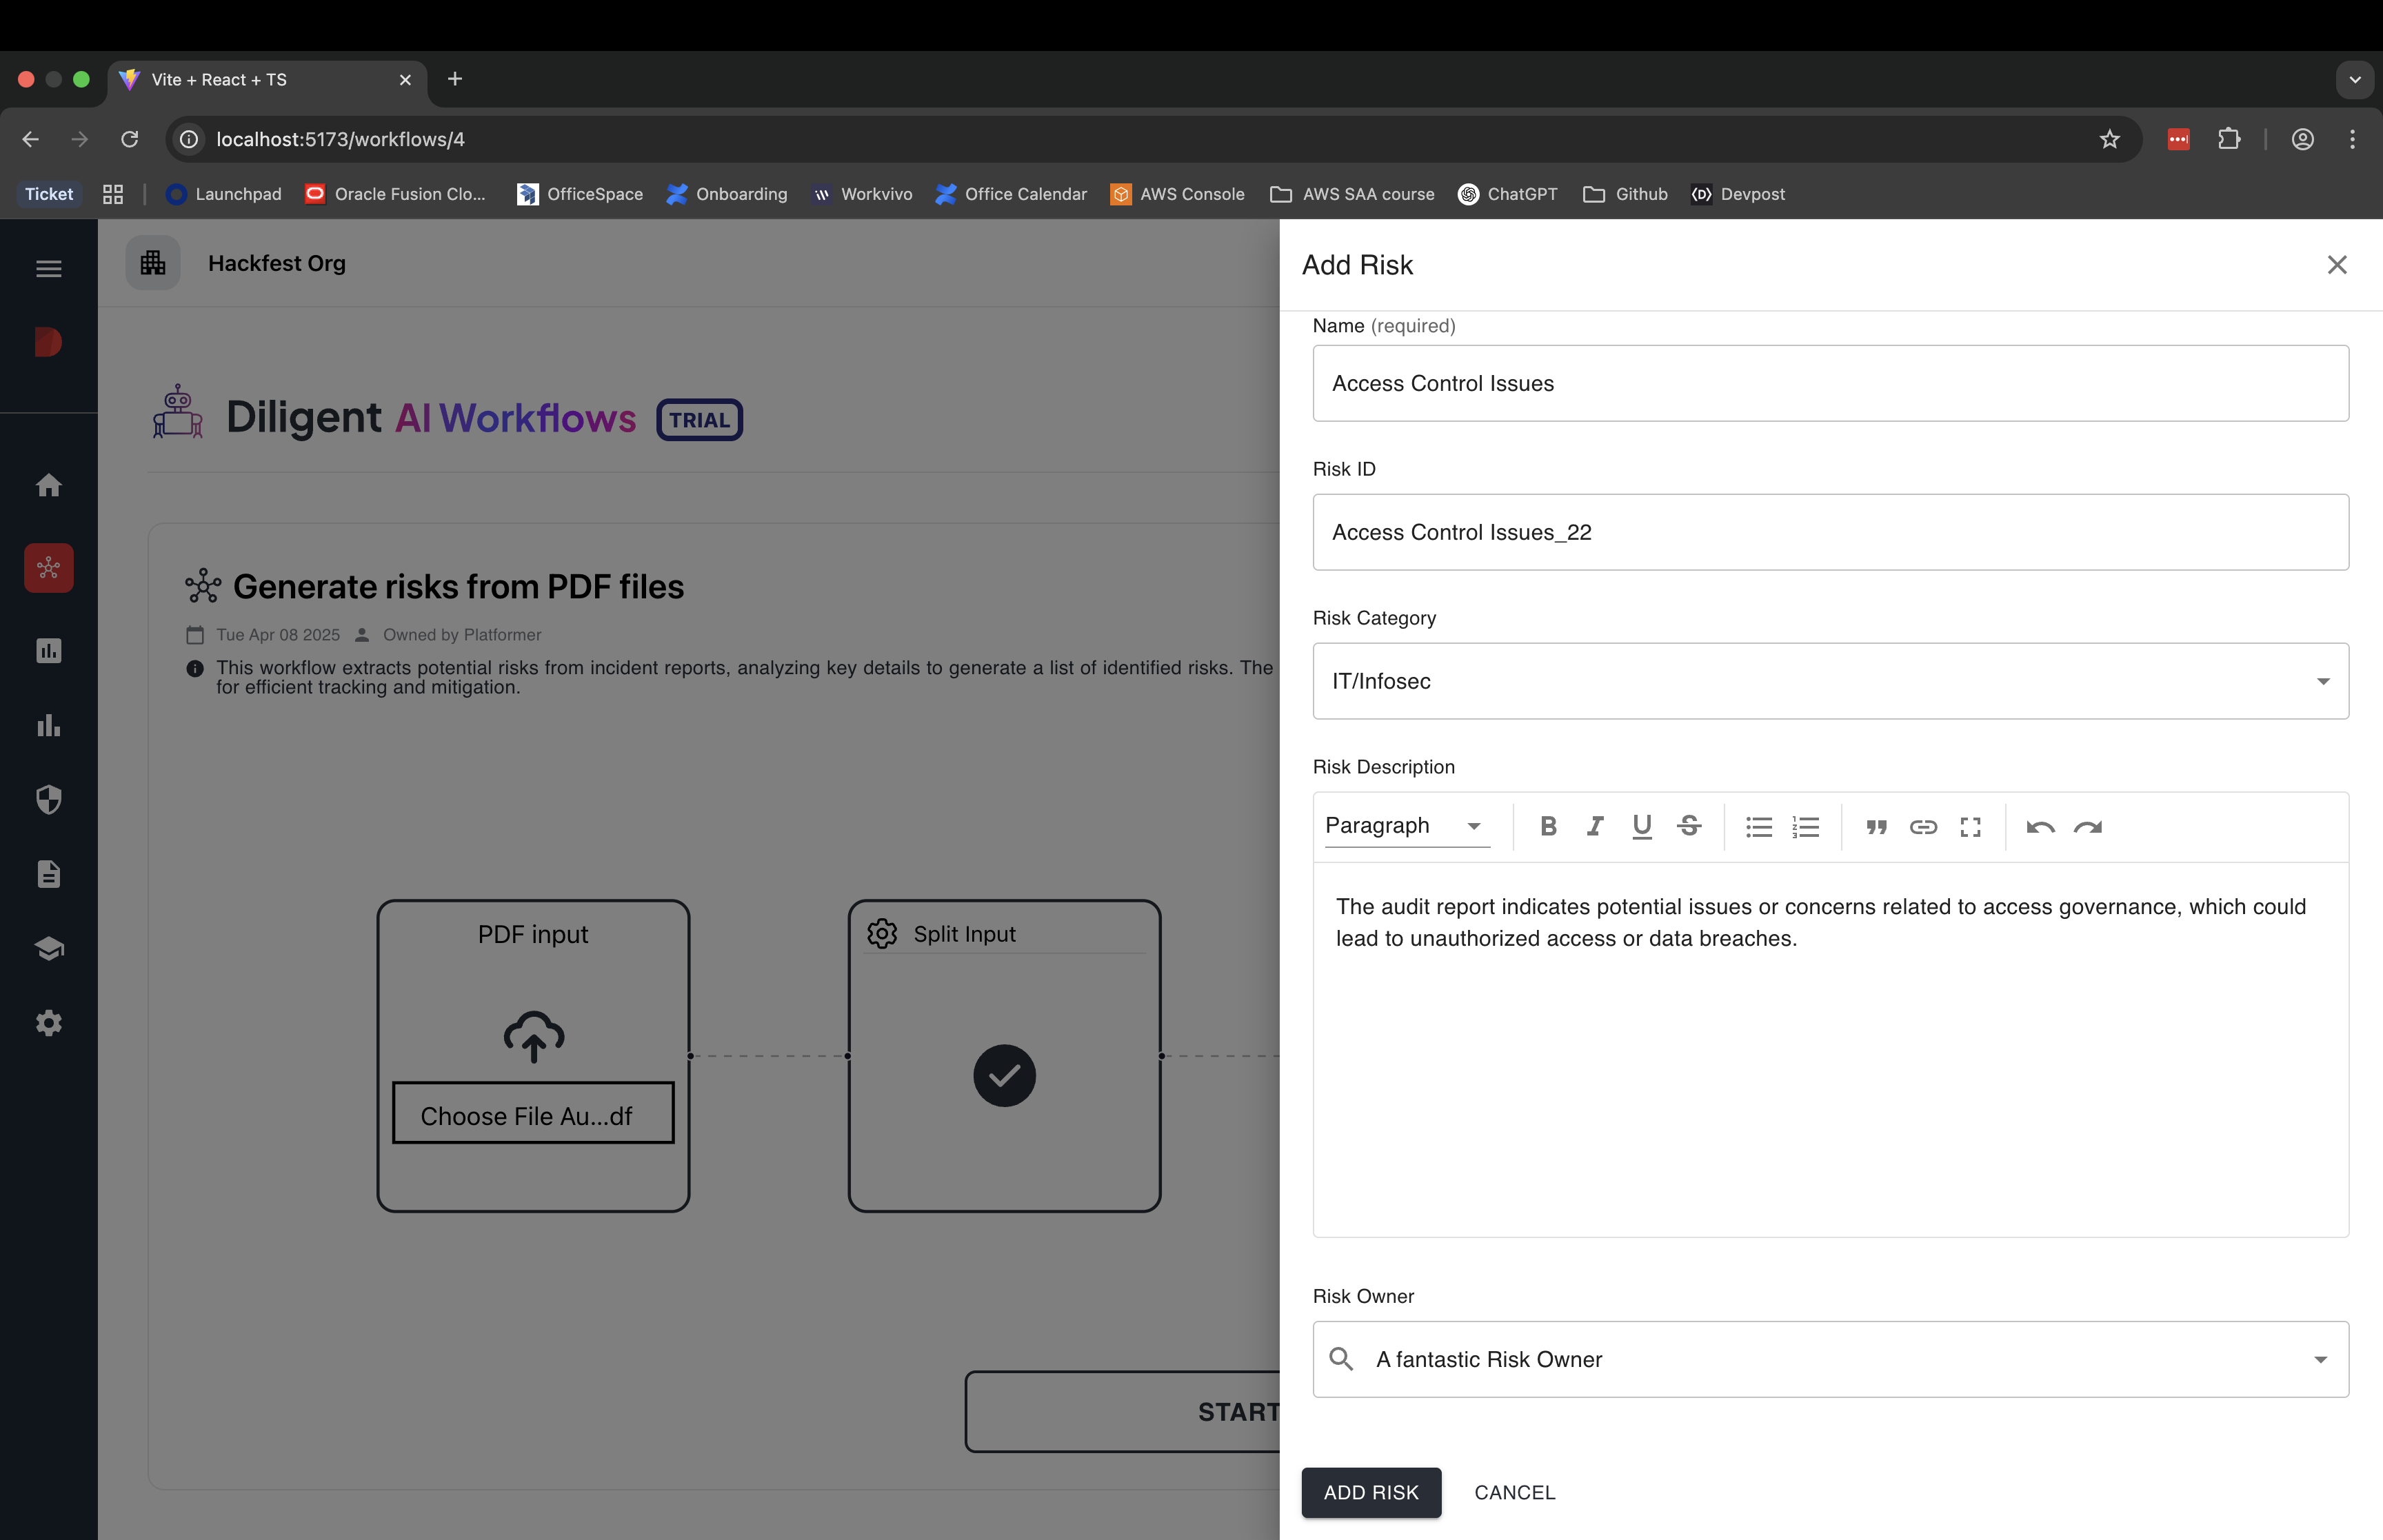 Vite + React + TS
localhost:5173/workflows/4
Ticket
Launchpad
Oracle Fusion Clo...
OfficeSpace
Onboarding
Workvivo
Office Calendar
AWS Console
AWS SAA course
ChatGPT
Github
Devpost
Hackfest Org
Diligent AI Workflows TRIAL
Generate risks from PDF files
Tue Apr 08 2025 Owned by Platformer
This workflow extracts potential risks from incident reports, analyzing key details to generate a list of identified risks. The
for efficient tracking and mitigation.
PDF input
Choose File Au...df
Split Input
START
Add Risk
Name (required)
Access Control Issues
Risk ID
Access Control Issues_22
Risk Category
IT/Infosec
Risk Description
Paragraph
The audit report indicates potential issues or concerns related to access governance, which could
lead to unauthorized access or data breaches.
Risk Owner
A fantastic Risk Owner
ADD RISK
CANCEL